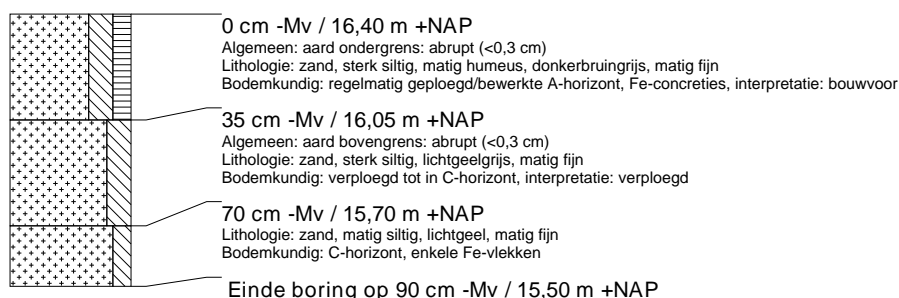 0 cm -Mv / 16,40 m +NAP
Algemeen: aard ondergrens: abrupt (<0,3 cm)
Lithologie: zand, sterk siltig, matig humeus, donkerbruingrijs, matig fijn
Bodemkundig: regelmatig geploegd/bewerkte A-horizont, Fe-concreties, interpretatie: bouwvoor
35 cm -Mv / 16,05 m +NAP
Algemeen: aard bovengrens: abrupt (<0,3 cm)
Lithologie: zand, sterk siltig, lichtgeelgrijs, matig fijn
Bodemkundig: verploegd tot in C-horizont, interpretatie: verploegd
70 cm -Mv / 15,70 m +NAP
Lithologie: zand, matig siltig, lichtgeel, matig fijn
Bodemkundig: C-horizont, enkele Fe-vlekken
Einde boring op 90 cm -Mv / 15,50 m +NAP